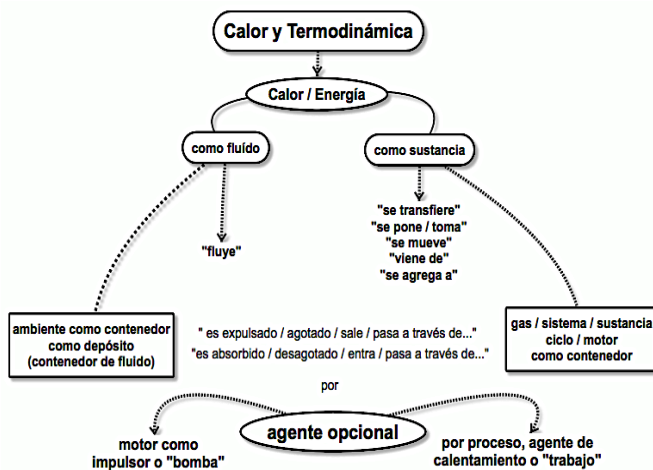 Calor y Termodinámica
Calor / Energía
como fluído
como sustancia
"fluye"
"se transfiere"
"se pone / toma"
"se mueve"
"viene de"
"se agrega a"
ambiente como contenedor
como depósito
(contenedor de fluido)
" es expulsado / agotado / sale / pasa a través de..."
"es absorbido / desagotado / entra / pasa a través de..."
gas / sistema / sustancia
ciclo / motor
como contenedor
por
agente opcional
motor como
impulsor o "bomba"
por proceso, agente de
calentamiento o "trabajo"